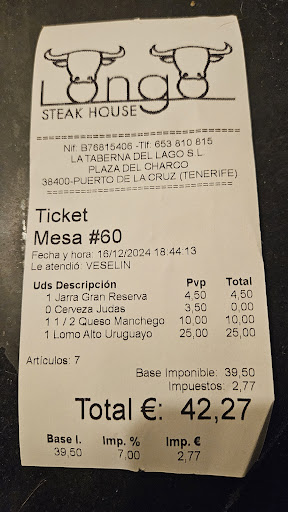 Longo
STEAK HOUSE
Nif: B76815406 -Tlf: 653 810 815
LA TABERNA DEL LAGO S.L
PLAZA DEL CHARCO
38400-PUERTO DE LA CRUZ (TENERIFE)
Ticket
Mesa #60
Fecha y hora: 16/12/2024 18:44:13
Le atendió: VESELIN
Uds Descripción Pvp Total
1 Jarra Gran Reserva 4,50 4,50
0 Cerveza Judas 3,50 0,00
1 1 / 2 Queso Manchego 10,00 10,00
1 Lomo Alto Uruguayo 25,00 25,00
Artículos: 7
Base Imponible: 39,50
Impuestos: 2,77
Total €: 42,27
Base I. Imp. % Imp. €
39,50 7,00 2,77